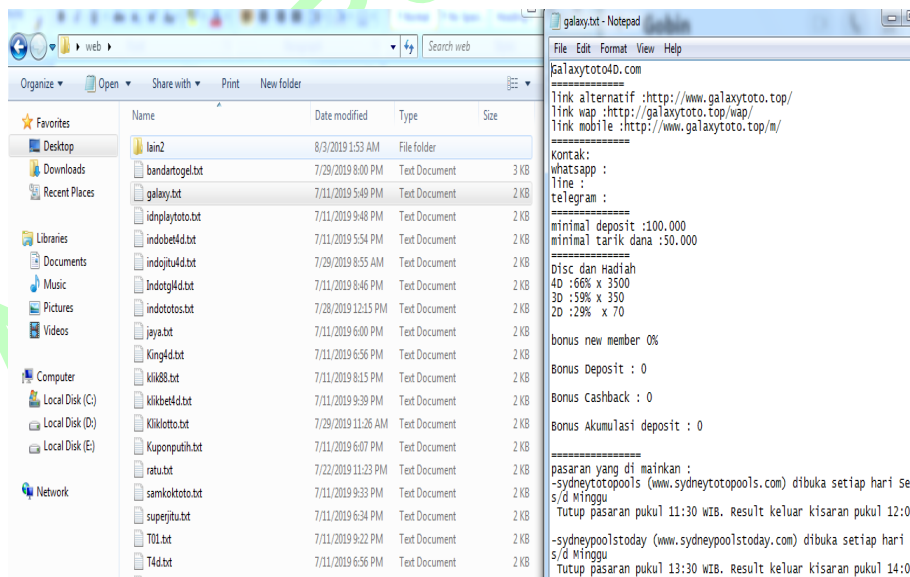 web
Search web
Organize
Open
Share with
Print
New folder
Favorites
Desktop
Downloads
Recent Places
Libraries
Documents
Music
Pictures
Videos
Computer
Local Disk (C:)
Local Disk (D:)
Local Disk (E:)
Network
Name Date modified Type Size
lain2 8/3/2019 1:53 AM File folder
bandartogel.txt 7/29/2019 8:00 PM Text Document 3 KB
galaxy.txt 7/11/2019 5:49 PM Text Document 2 KB
idnplaytoto.txt 7/11/2019 9:48 PM Text Document 2 KB
indobet4d.txt 7/11/2019 5:54 PM Text Document 2 KB
indojitu4d.txt 7/29/2019 8:55 AM Text Document 2 KB
Indotgl4d.txt 7/11/2019 8:46 PM Text Document 2 KB
indototos.txt 7/28/2019 12:15 PM Text Document 2 KB
jaya.txt 7/11/2019 6:00 PM Text Document 2 KB
King4d.txt 7/11/2019 6:56 PM Text Document 2 KB
klik88.txt 7/11/2019 8:15 PM Text Document 2 KB
klikbet4d.txt 7/11/2019 9:39 PM Text Document 2 KB
Kliklotto.txt 7/29/2019 11:26 AM Text Document 2 KB
Kuponputih.txt 7/11/2019 6:07 PM Text Document 2 KB
ratu.txt 7/22/2019 11:23 PM Text Document 2 KB
samkoktoto.txt 7/11/2019 9:33 PM Text Document 2 KB
superjitu.txt 7/11/2019 6:34 PM Text Document 2 KB
T01.txt 7/11/2019 9:22 PM Text Document 2 KB
T4d.txt 7/11/2019 6:56 PM Text Document 2 KB
galaxy.txt - Notepad
Gobin
File Edit Format View Help
Galaxytoto4D.com
=============
link alternatif :http://www.galaxytoto.top/
link wap :http://galaxytoto.top/wap/
link mobile :http://www.galaxytoto.top/m/
==============
Kontak:
whatsapp :
line :
telegram :
==============
minimal deposit :100.000
minimal tarik dana :50.000
==============
Disc dan Hadiah
4D :66% x 3500
3D :59% x 350
2D :29% x 70
bonus new member 0%
Bonus Deposit : 0
Bonus Cashback : 0
Bonus Akumulasi deposit : 0
================
pasaran yang di mainkan :
-sydneytotopools (www.sydneytotopools.com) dibuka setiap hari Se
s/d Minggu
Tutup pasaran pukul 11:30 WIB. Result keluar kisaran pukul 12:0
-sydneypoolstoday (www.sydneypoolstoday.com) dibuka setiap hari
s/d Minggu
Tutup pasaran pukul 13:30 WIB. Result keluar kisaran pukul 14:0